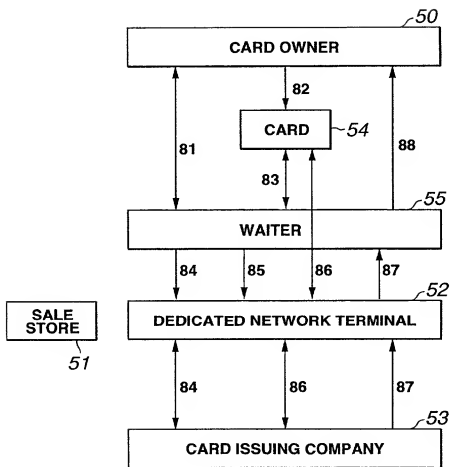 50
CARD OWNER
82
CARD
54
81
83
88
55
WAITER
84
85
86
87
52
SALE
STORE
DEDICATED NETWORK TERMINAL
51
84
86
87
53
CARD ISSUING COMPANY